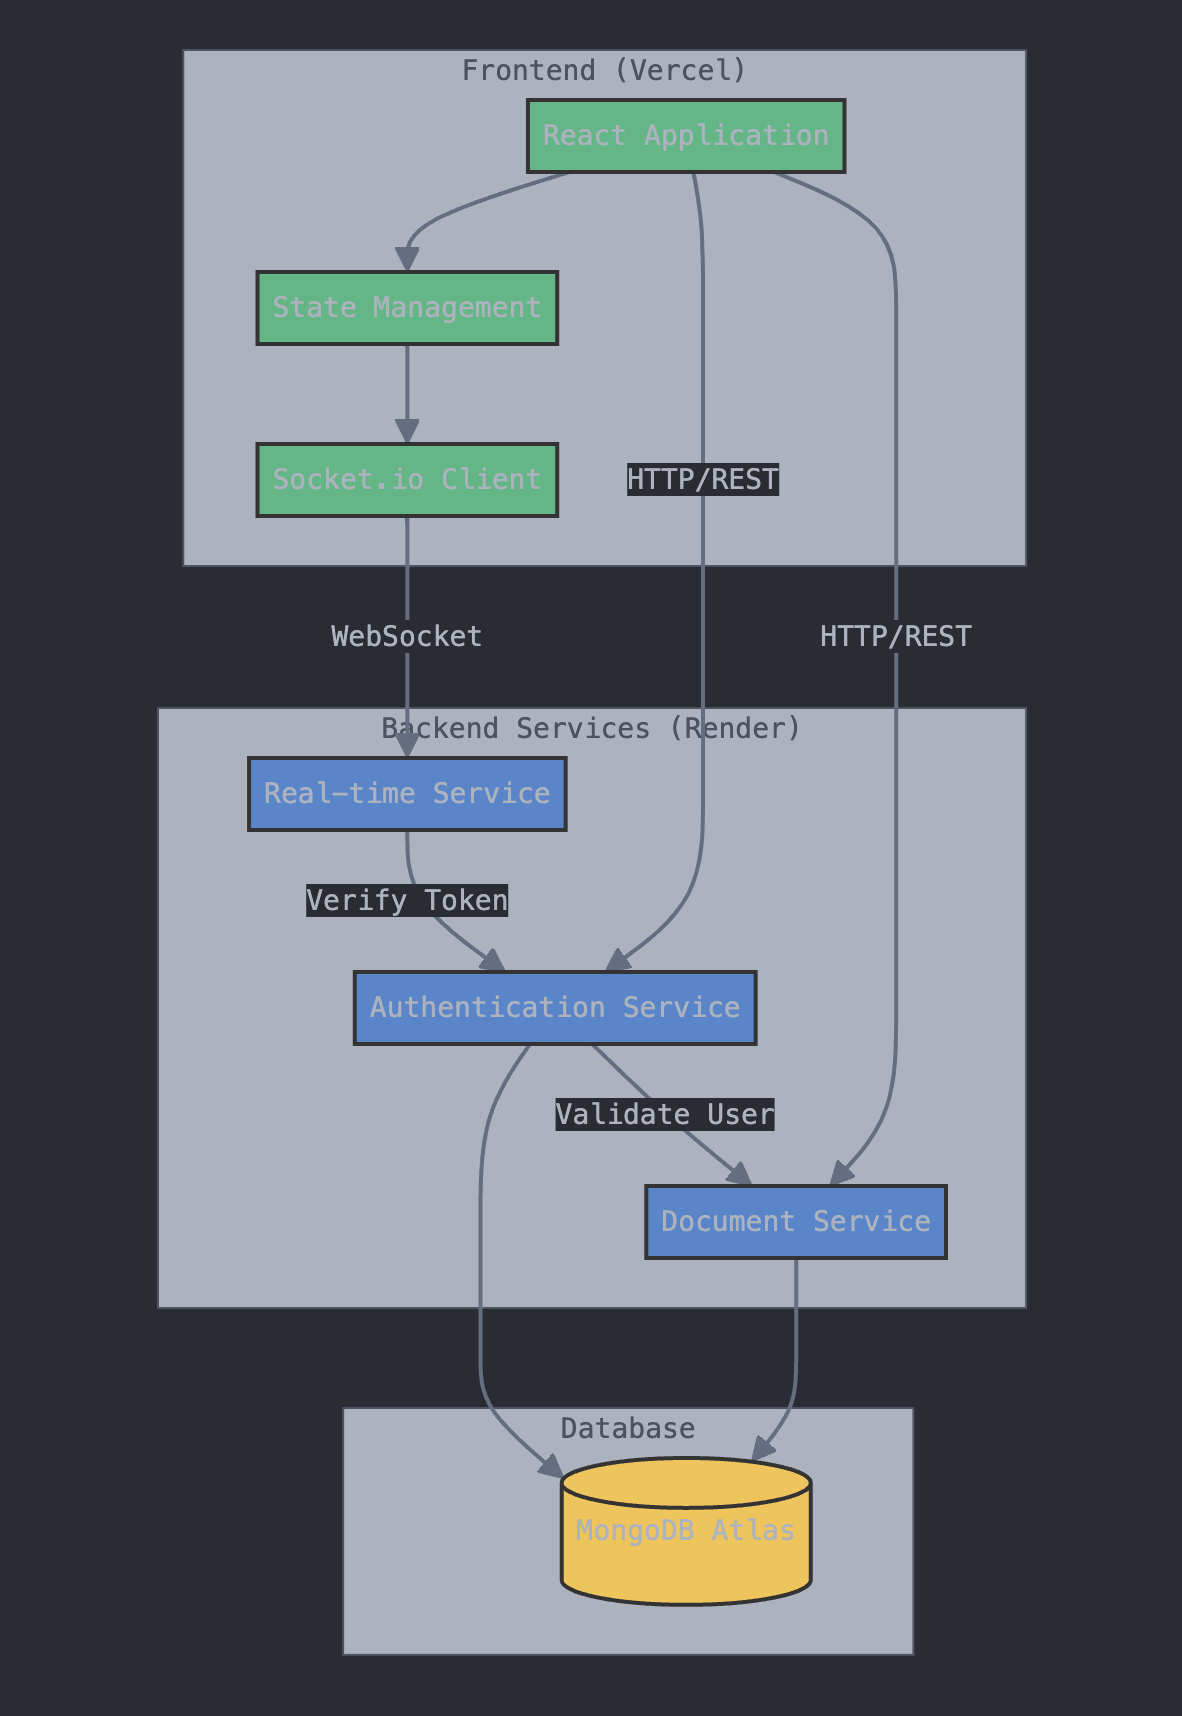 Frontend (Vercel)
React Application
State Management
Socket.io Client
HTTP/REST
WebSocket
HTTP/REST
Backend Services (Render)
Real-time Service
Verify Token
Authentication Service
Validate User
Document Service
Database
MongoDB Atlas